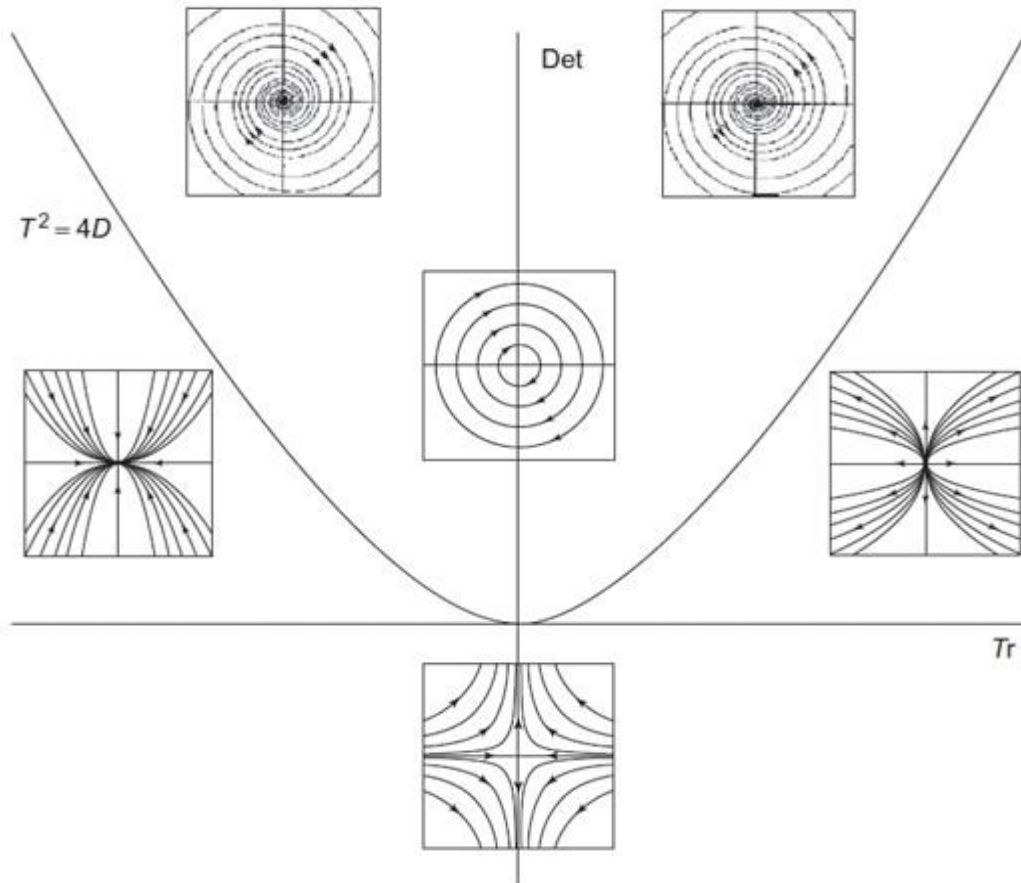 Det
T² = 4D
Tr